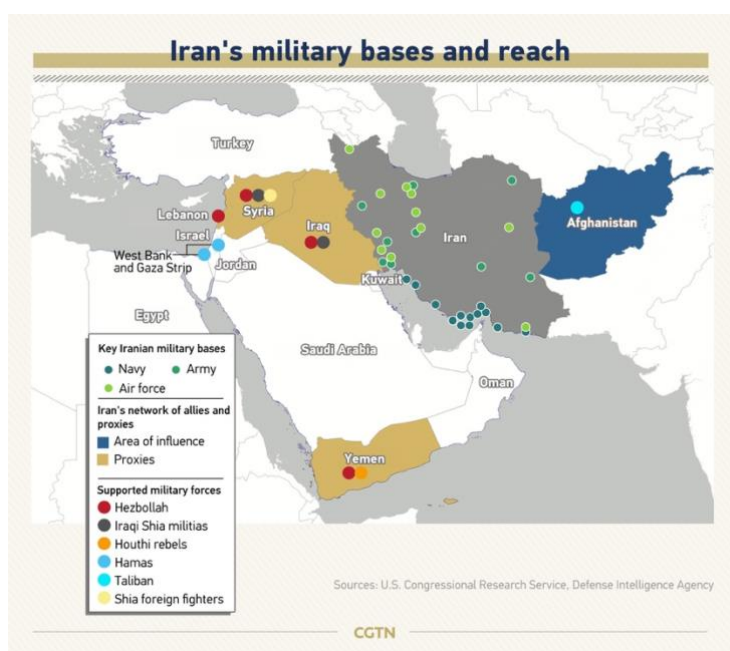 Iran's military bases and reach
Turkey
Lebanon
Syria
Israel
Iraq
Iran
Afghanistan
West Bank
and Gaza Strip
Jordan
Kuwait
Egypt
Saudi Arabia
Oman
Yemen
Key Iranian military bases
Navy
Army
Air force
Iran's network of allies and
proxies
Area of influence
Proxies
Supported military forces
Hezbollah
Iraqi Shia militias
Houthi rebels
Hamas
Taliban
Shia foreign fighters
Sources: U.S. Congressional Research Service, Defense Intelligence Agency
CGTN